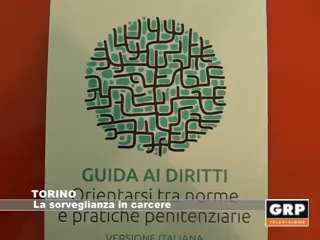 GUIDA AI DIRITTI
Orientarsi tra norme
e pratiche penitenziarie
VERSIONE ITALIANA
TORINO
La sorveglianza in carcere
GRP
TELEVISIONE